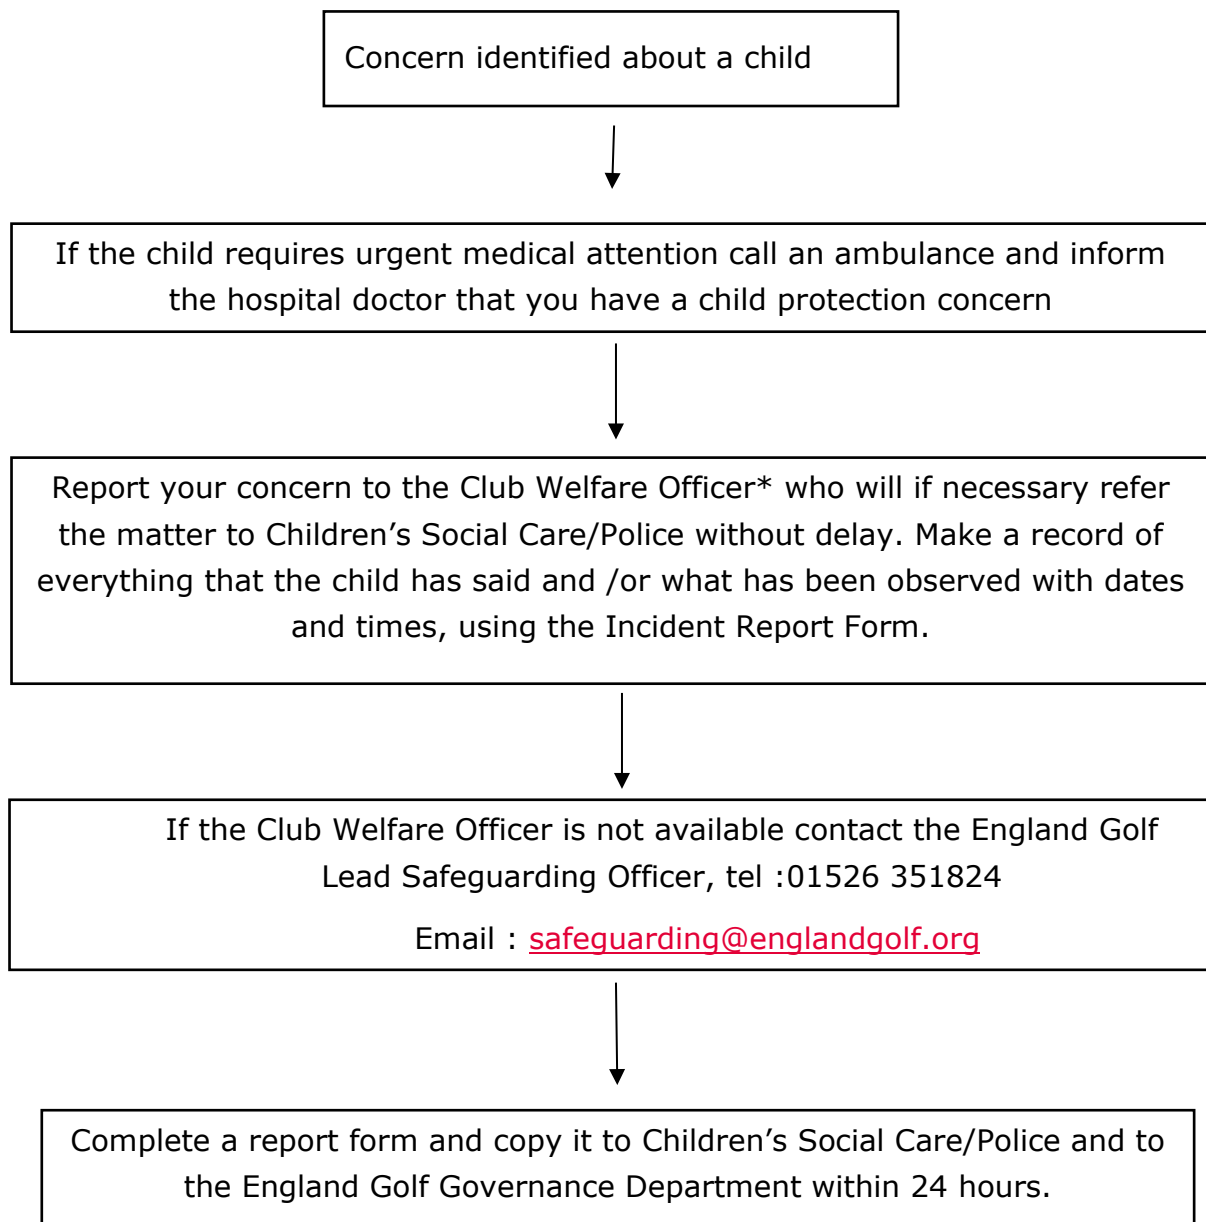 Concern identified about a child
If the child requires urgent medical attention call an ambulance and inform
the hospital doctor that you have a child protection concern
Report your concern to the Club Welfare Officer* who will if necessary refer
the matter to Children’s Social Care/Police without delay. Make a record of
everything that the child has said and /or what has been observed with dates
and times, using the Incident Report Form.
If the Club Welfare Officer is not available contact the England Golf
Lead Safeguarding Officer, tel :01526 351824
Email : safeguarding@englandgolf.org
Complete a report form and copy it to Children’s Social Care/Police and to
the England Golf Governance Department within 24 hours.